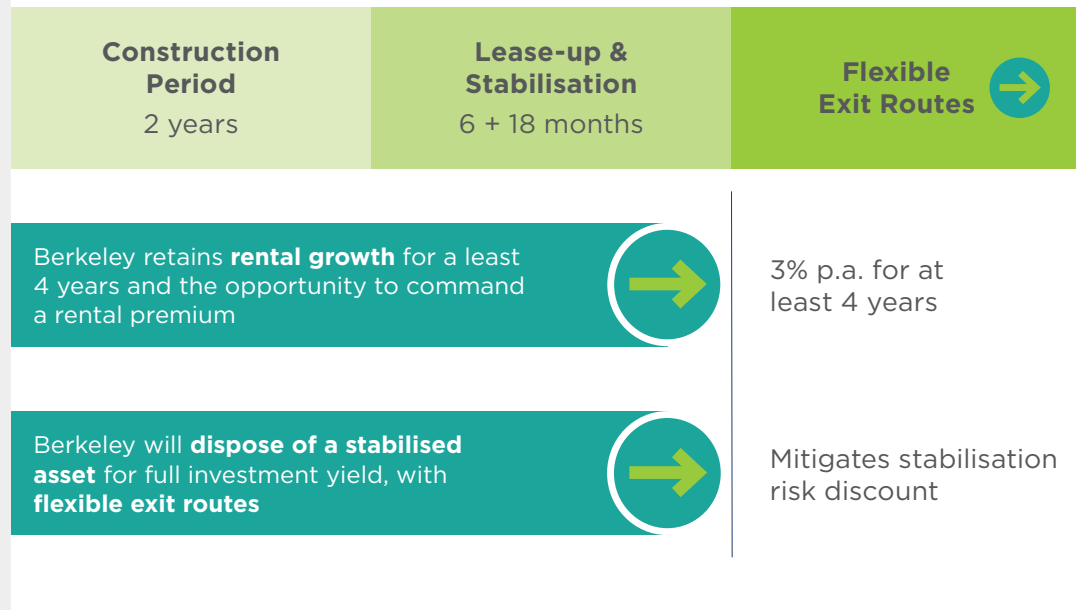 Construction
Period
2 years
Lease-up &
Stabilisation
6 + 18 months
Flexible
Exit Routes
Berkeley retains rental growth for a least
4 years and the opportunity to command
a rental premium
3% p.a. for at
least 4 years
Berkeley will dispose of a stabilised
asset for full investment yield, with
flexible exit routes
Mitigates stabilisation
risk discount